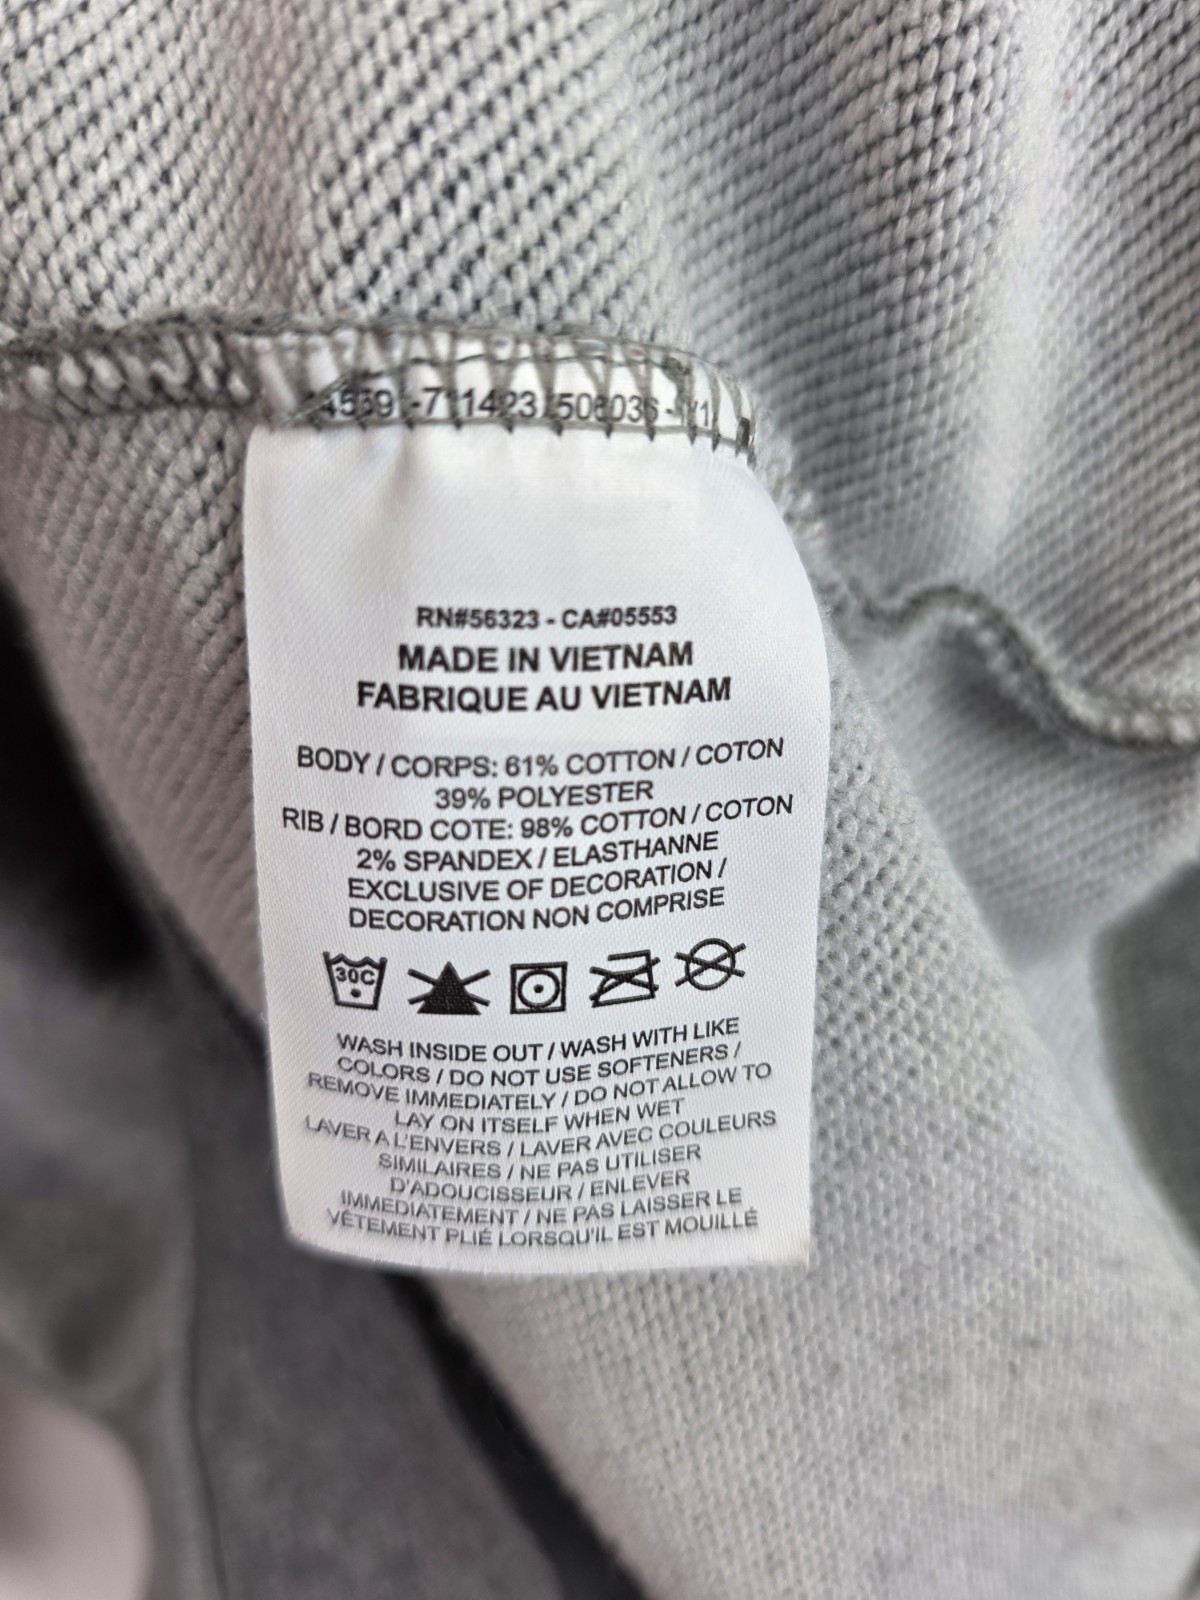 RN#56323 - CA#05553
MADE IN VIETNAM
FABRIQUE AU VIETNAM
BODY / CORPS: 61% COTTON / COTON
39% POLYESTER
RIB / BORD COTE: 98% COTTON / COTON
2% SPANDEX / ELASTHANNE
EXCLUSIVE OF DECORATION /
DECORATION NON COMPRISE
30C
WASH INSIDE OUT / WASH WITH LIKE
COLORS / DO NOT USE SOFTENERS /
REMOVE IMMEDIATELY / DO NOT ALLOW TO
LAY ON ITSELF WHEN WET
LAVER A L'ENVERS / LAVER AVEC COULEURS
SIMILAIRES / NE PAS UTILISER
D'ADOUCISSEUR / ENLEVER
IMMEDIATEMENT / NE PAS LAISSER LE
VÊTEMENT PLIÉ LORSQU'IL EST MOUILLÉ